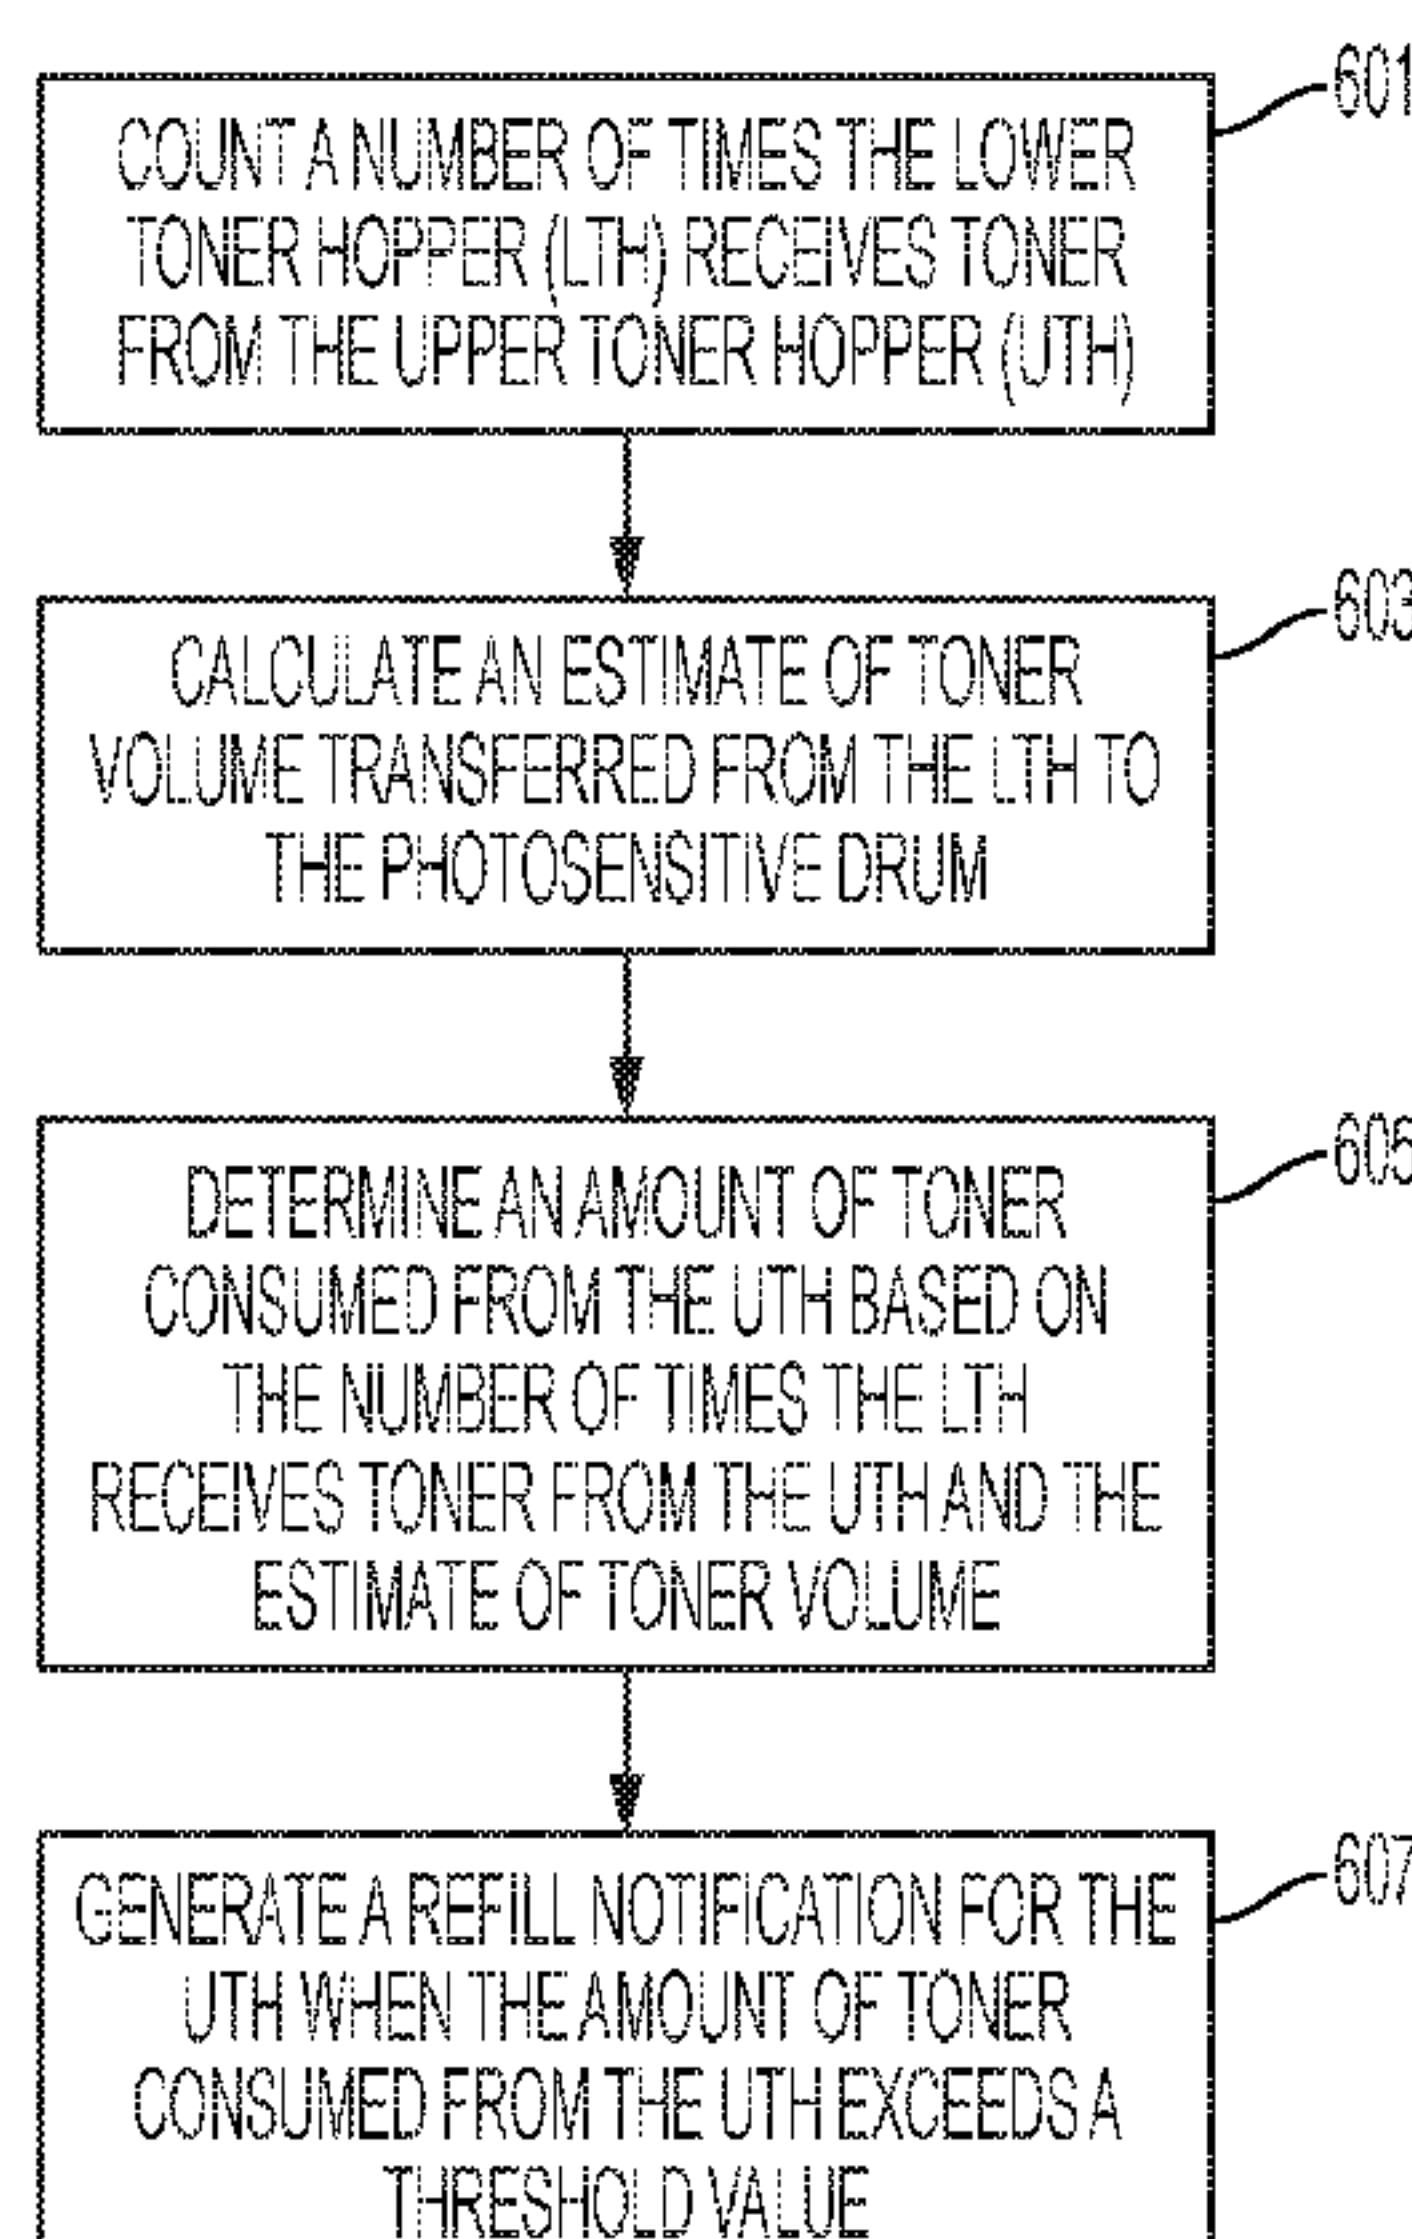 601
COUNT A NUMBER OF TIMES THE LOWER
TONER HOPPER (LTH) RECEIVES TONER
FROM THE UPPER TONER HOPPER (UTH)
603
CALCULATE AN ESTIMATE OF TONER
VOLUME TRANSFERRED FROM THE LTH TO
THE PHOTOSENSITIVE DRUM
605
DETERMINE AN AMOUNT OF TONER
CONSUMED FROM THE UTH BASED ON
THE NUMBER OF TIMES THE LTH
RECEIVES TONER FROM THE UTH AND THE
ESTIMATE OF TONER VOLUME
607
GENERATE A REFILL NOTIFICATION FOR THE
UTH WHEN THE AMOUNT OF TONER
CONSUMED FROM THE UTH EXCEEDS A
THRESHOLD VALUE